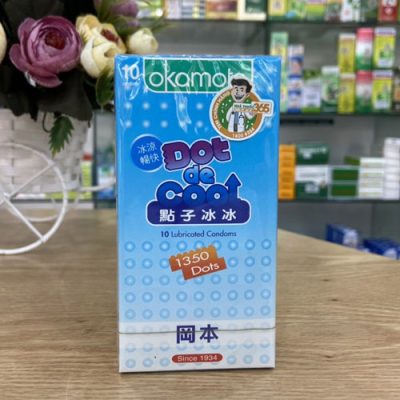 10 okamoto
365
冰涼
暢快
Dot
de
Cool
點子冰冰
10 Lubricated Condoms
1350
Dots
岡本
Since 1934